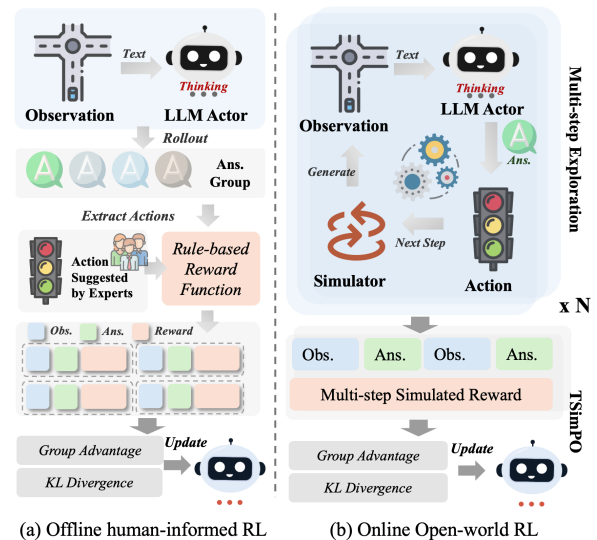 Text
Thinking
Observation
LLM Actor
Rollout
A A A A
Ans.
Group
Extract Actions
Action
Suggested
by Experts
Rule-based
Reward
Function
Obs.
Ans.
Reward
Group Advantage
KL Divergence
Update
(a) Offline human-informed RL
Text
Thinking
Observation
LLM Actor
A
Ans.
Generate
Simulator
Next Step
Action
Multi-step Exploration
x N
Obs.
Ans.
Obs.
Ans.
Multi-step Simulated Reward
TSimPO
Group Advantage
KL Divergence
Update
(b) Online Open-world RL